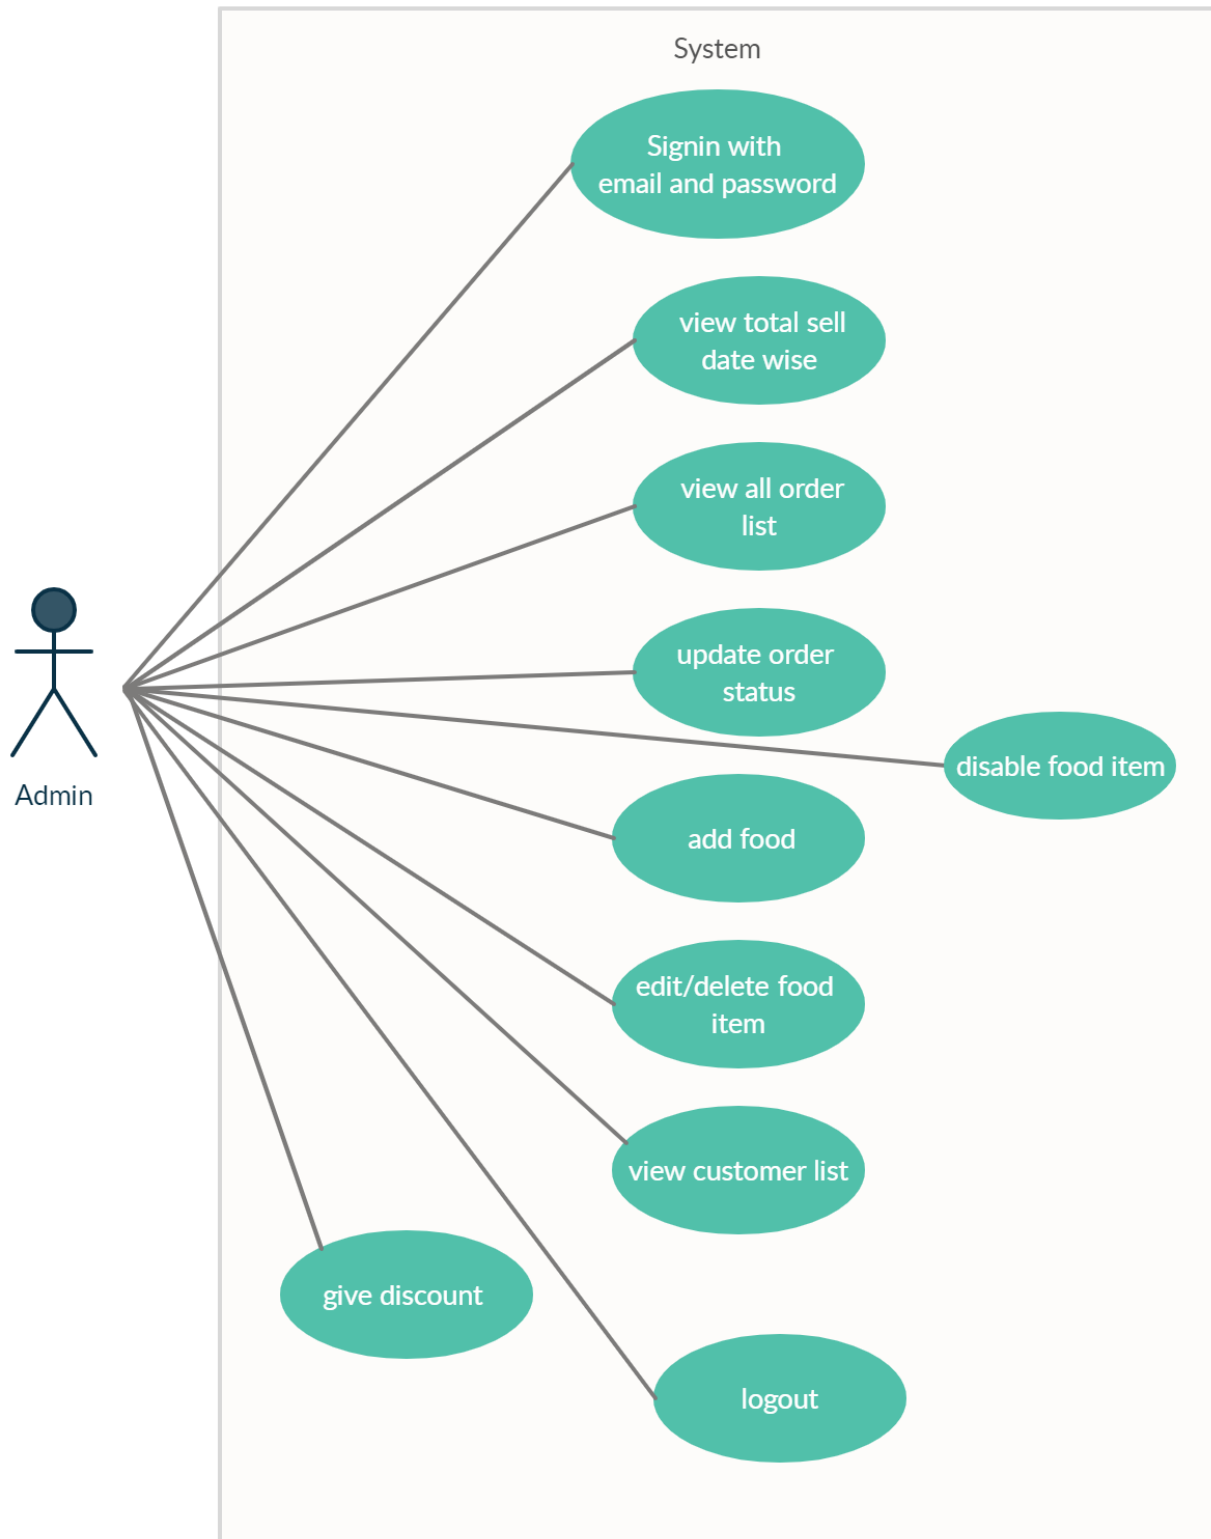 System
Signin with
email and password
view total sell
date wise
view all order
list
update order
status
disable food item
Admin
add food
edit/delete food
item
view customer list
give discount
logout